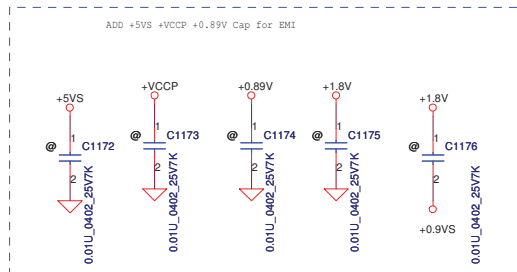 ADD +5VS +VCCP +0.89V Cap for EMI
+5VS
@
1
C1172
2
0.01U_0402_25V7K
+VCCP
@
1
C1173
2
0.01U_0402_25V7K
+0.89V
@
1
C1174
2
0.01U_0402_25V7K
+1.8V
@
1
C1175
2
0.01U_0402_25V7K
+1.8V
@
1
C1176
2
0.01U_0402_25V7K
+0.9VS